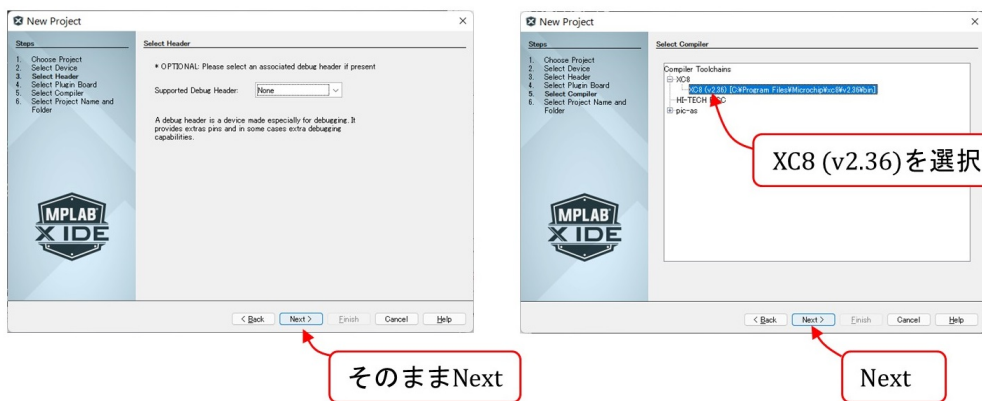 New Project
Steps
1. Choose Project
2. Select Device
3. Select Header
4. Select Plugin Board
5. Select Compiler
6. Select Project Name and
Folder
MPLAB
X IDE
Select Header
* OPTIONAL: Please select an associated debug header if present
Supported Debug Header: None
A debug header is a device made especially for debugging. It
provides extras pins and in some cases extra debugging
capabilities.
< Back Next > Finish Cancel Help
そのままNext
New Project
Steps
1. Choose Project
2. Select Device
3. Select Header
4. Select Plugin Board
5. Select Compiler
6. Select Project Name and
Folder
MPLAB
X IDE
Select Compiler
Compiler Toolchains
XC8
XC8 (v2.36) [C:¥Program Files¥Microchip¥xc8¥v2.36¥bin]
HI-TECH
pic-as
XC8 (v2.36)を選択
< Back Next > Finish Cancel Help
Next